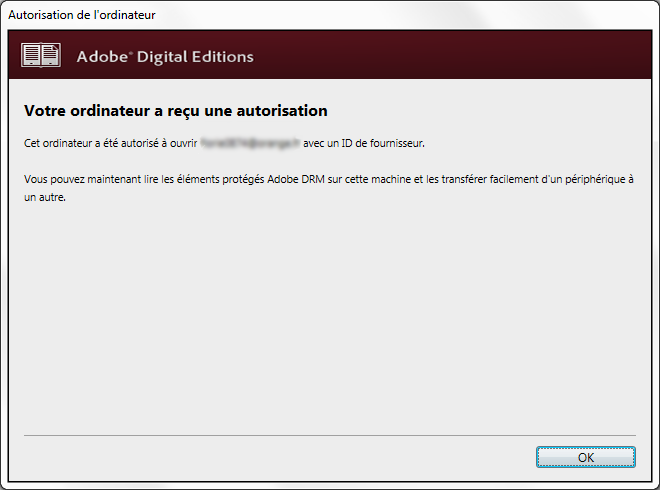 Autorisation de l'ordinateur
Adobe® Digital Editions
Votre ordinateur a reçu une autorisation
Cet ordinateur a été autorisé à ouvrir avec un ID de fournisseur.
Vous pouvez maintenant lire les éléments protégés Adobe DRM sur cette machine et les transférer facilement d'un périphérique à
un autre.
OK